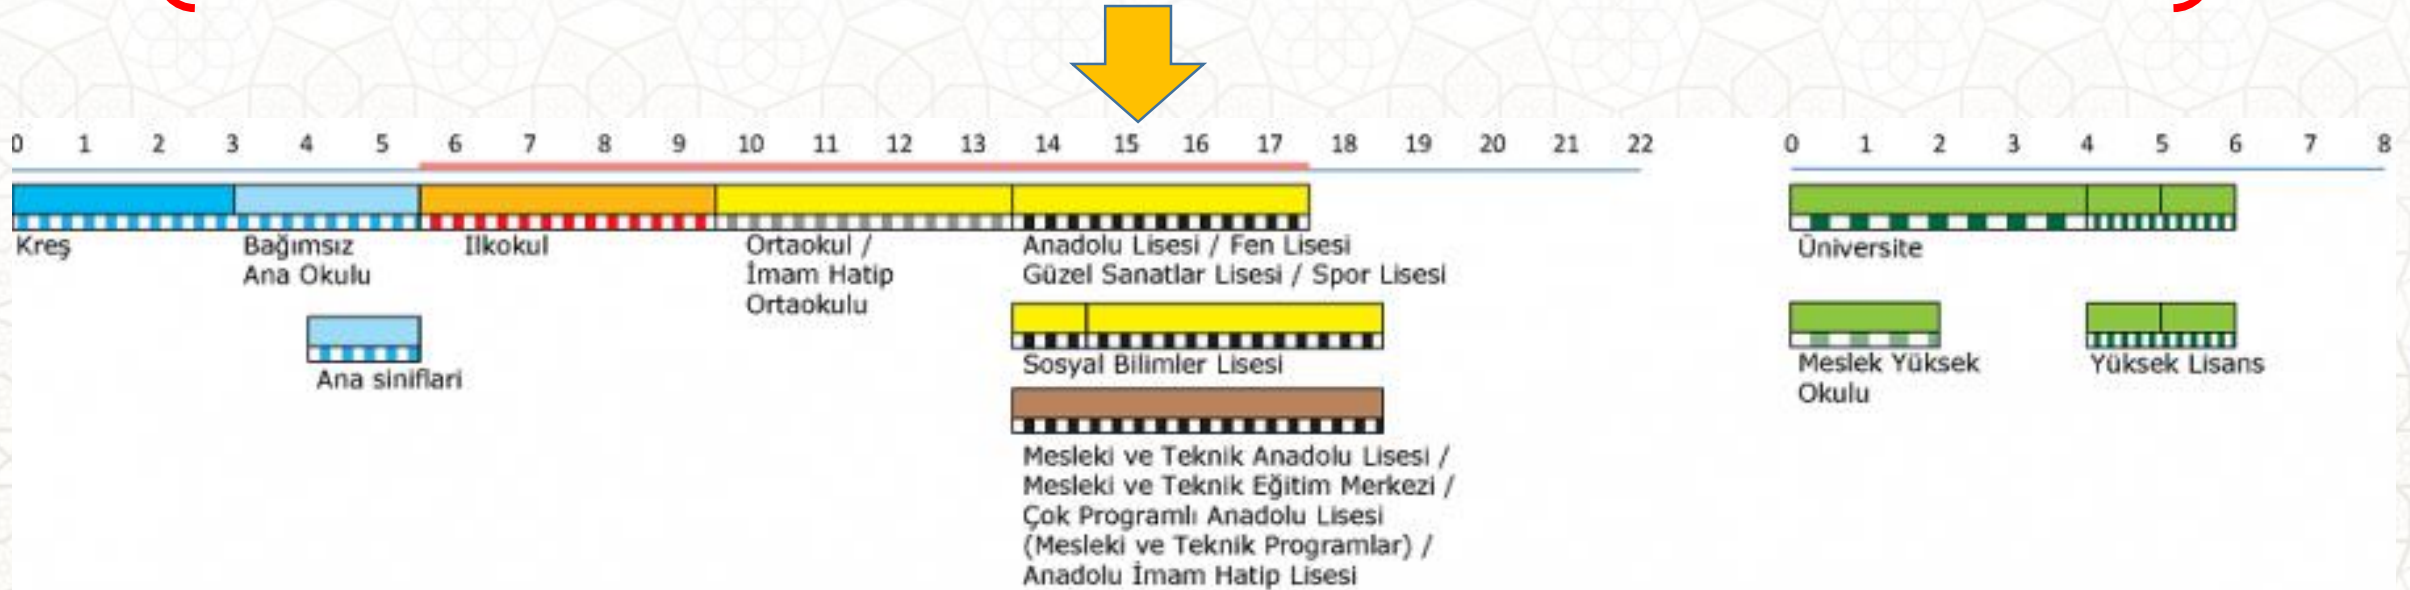 0 1 2 3 4 5 6 7 8 9 10 11 12 13 14 15 16 17 18 19 20 21 22
0 1 2 3 4 5 6 7 8
Kreş
Bağımsız
Ana Okulu
Ana siniflari
Ilkokul
Ortaokul /
İmam Hatip
Ortaokulu
Anadolu Lisesi / Fen Lisesi
Güzel Sanatlar Lisesi / Spor Lisesi
Sosyal Bilimler Lisesi
Mesleki ve Teknik Anadolu Lisesi /
Mesleki ve Teknik Eğitim Merkezi /
Çok Programlı Anadolu Lisesi
(Mesleki ve Teknik Programlar) /
Anadolu İmam Hatip Lisesi
Üniversite
Meslek Yüksek
Okulu
Yüksek Lisans